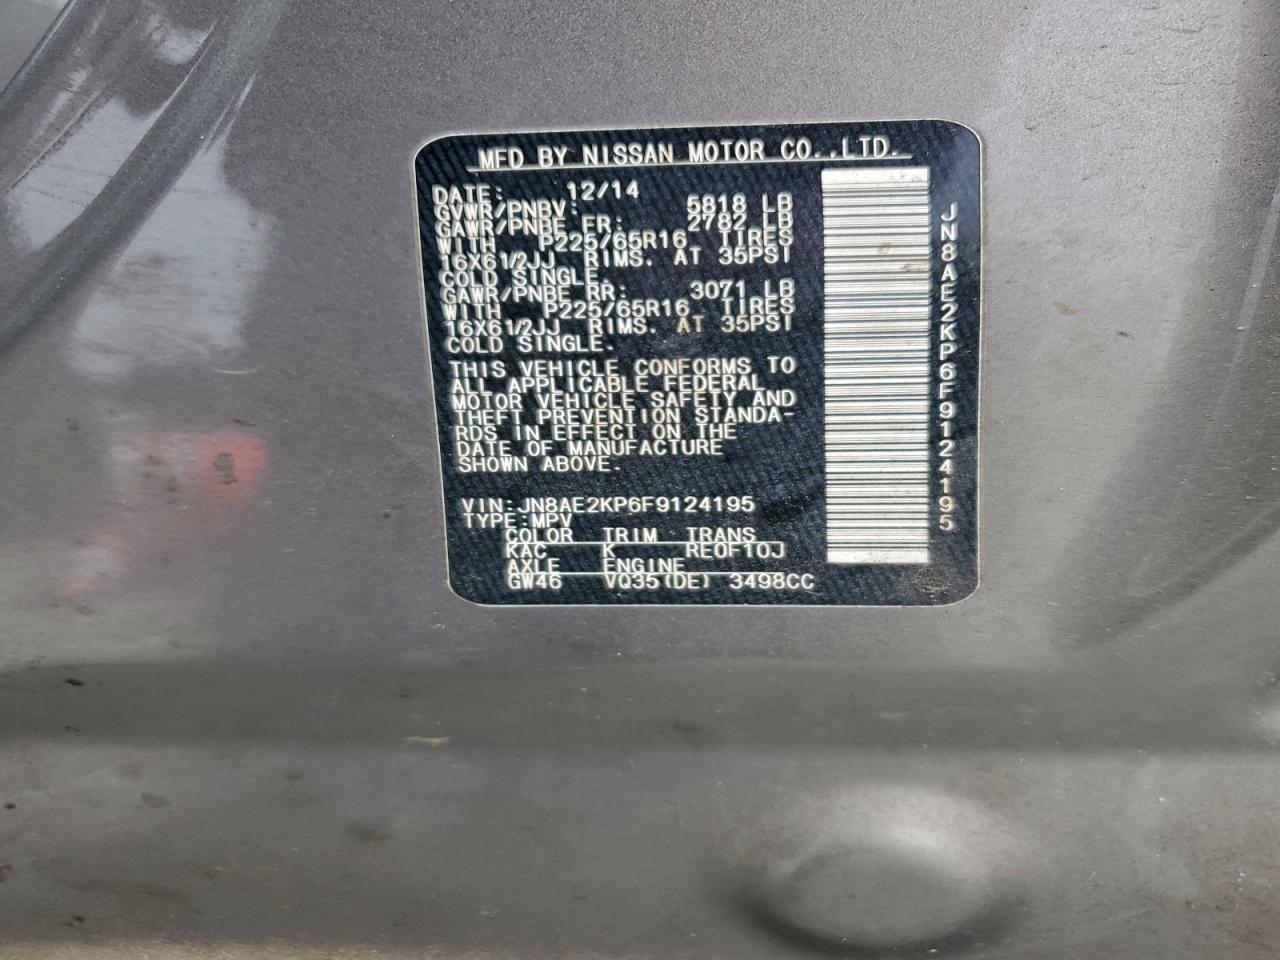 MFD BY NISSAN MOTOR CO.,LTD.
DATE: 12/14
GVWR/PNBV: 5818 LB
GAWR/PNBE FR: 2782 LB
WITH P225/65R16 TIRES
16X61/2JJ RIMS. AT 35PSI
COLD SINGLE.
GAWR/PNBE RR: 3071 LB
WITH P225/65R16 TIRES
16X61/2JJ RIMS. AT 35PSI
COLD SINGLE.
THIS VEHICLE CONFORMS TO
ALL APPLICABLE FEDERAL
MOTOR VEHICLE SAFETY AND
THEFT PREVENTION STANDA-
RDS IN EFFECT ON THE
DATE OF MANUFACTURE
SHOWN ABOVE.
VIN:JN8AE2KP6F9124195
TYPE:MPV
COLOR TRIM TRANS
KAC K RE0F10J
AXLE ENGINE
GW46 VQ35(DE) 3498CC
JN8AE2KP6F9124195